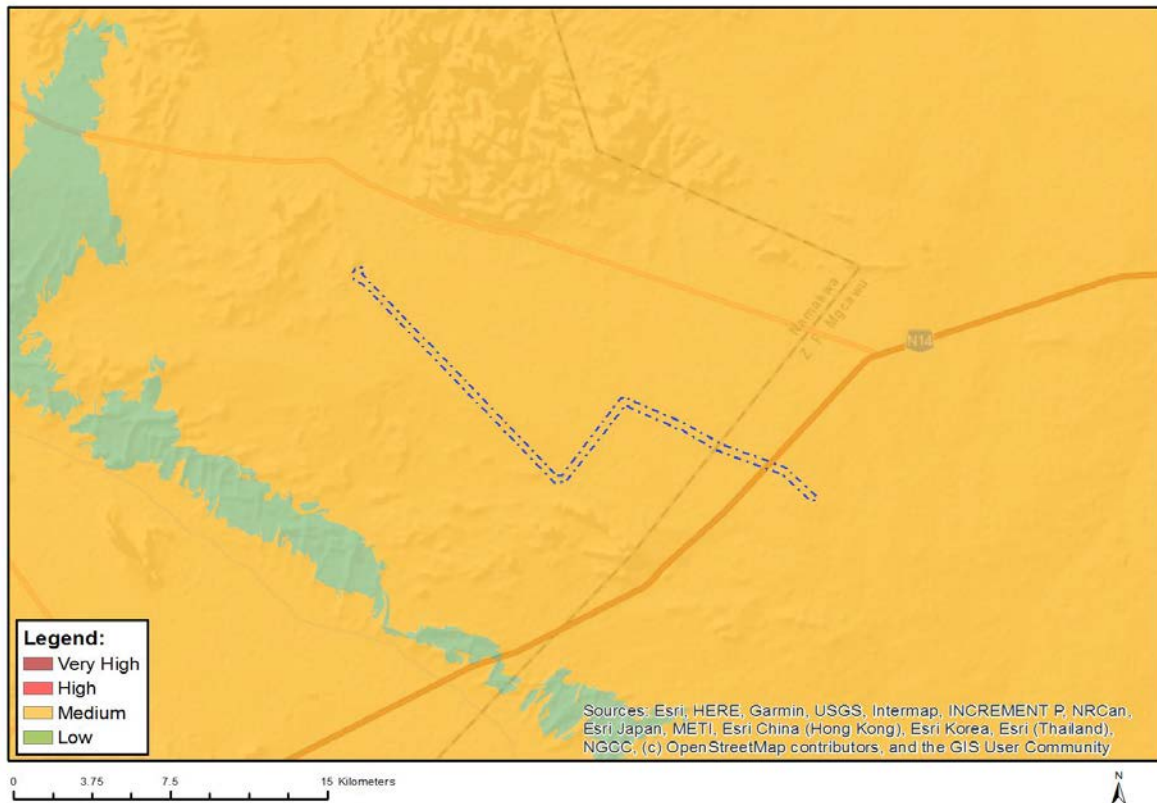 Namakwa
Z F Mgcawu
N14
Legend:
Very High
High
Medium
Low
Sources: Esri, HERE, Garmin, USGS, Intermap, INCREMENT P, NRCan,
Esri Japan, METI, Esri China (Hong Kong), Esri Korea, Esri (Thailand),
NGCC, (c) OpenStreetMap contributors, and the GIS User Community
0 3.75 7.5 15 Kilometers
N